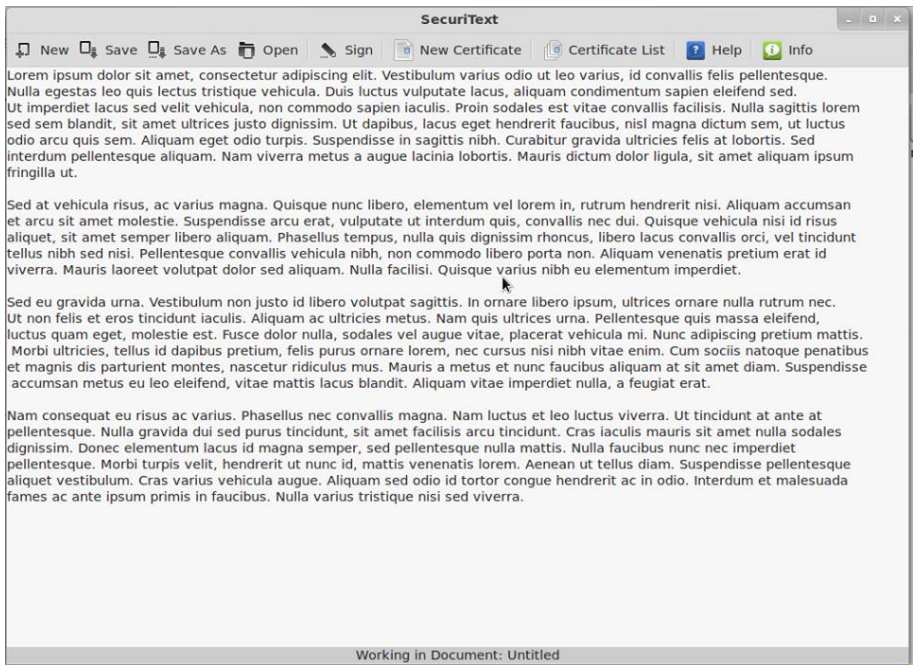 SecuriText
New Save Save As Open Sign New Certificate Certificate List Help Info
Lorem ipsum dolor sit amet, consectetur adipiscing elit. Vestibulum varius odio ut leo varius, id convallis felis pellentesque.
Nulla egestas leo quis lectus tristique vehicula. Duis luctus vulputate lacus, aliquam condimentum sapien eleifend sed.
Ut imperdiet lacus sed velit vehicula, non commodo sapien iaculis. Proin sodales est vitae convallis facilisis. Nulla sagittis lorem
sed sem blandit, sit amet ultrices justo dignissim. Ut dapibus, lacus eget hendrerit faucibus, nisl magna dictum sem, ut luctus
odio arcu quis sem. Aliquam eget odio turpis. Suspendisse in sagittis nibh. Curabitur gravida ultricies felis at lobortis. Sed
interdum pellentesque aliquam. Nam viverra metus a augue lacinia lobortis. Mauris dictum dolor ligula, sit amet aliquam ipsum
fringilla ut.
Sed at vehicula risus, ac varius magna. Quisque nunc libero, elementum vel lorem in, rutrum hendrerit nisi. Aliquam accumsan
et arcu sit amet molestie. Suspendisse arcu erat, vulputate ut interdum quis, convallis nec dui. Quisque vehicula nisi id risus
aliquet, sit amet semper libero aliquam. Phasellus tempus, nulla quis dignissim rhoncus, libero lacus convallis orci, vel tincidunt
tellus nibh sed nisi. Pellentesque convallis vehicula nibh, non commodo libero porta non. Aliquam venenatis pretium erat id
viverra. Mauris laoreet volutpat dolor sed aliquam. Nulla facilisi. Quisque varius nibh eu elementum imperdiet.
Sed eu gravida urna. Vestibulum non justo id libero volutpat sagittis. In ornare libero ipsum, ultrices ornare nulla rutrum nec.
Ut non felis et eros tincidunt iaculis. Aliquam ac ultricies metus. Nam quis ultrices urna. Pellentesque quis massa eleifend,
luctus quam eget, molestie est. Fusce dolor nulla, sodales vel augue vitae, placerat vehicula mi. Nunc adipiscing pretium mattis.
Morbi ultricies, tellus id dapibus pretium, felis purus ornare lorem, nec cursus nisi nibh vitae enim. Cum sociis natoque penatibus
et magnis dis parturient montes, nascetur ridiculus mus. Mauris a metus et nunc faucibus aliquam at sit amet diam. Suspendisse
accumsan metus eu leo eleifend, vitae mattis lacus blandit. Aliquam vitae imperdiet nulla, a feugiat erat.
Nam consequat eu risus ac varius. Phasellus nec convallis magna. Nam luctus et leo luctus viverra. Ut tincidunt at ante at
pellentesque. Nulla gravida dui sed purus tincidunt, sit amet facilisis arcu tincidunt. Cras iaculis mauris sit amet nulla sodales
dignissim. Donec elementum lacus id magna semper, sed pellentesque nulla mattis. Nulla faucibus nunc nec imperdiet
pellentesque. Morbi turpis velit, hendrerit ut nunc id, mattis venenatis lorem. Aenean ut tellus diam. Suspendisse pellentesque
aliquet vestibulum. Cras varius vehicula augue. Aliquam sed odio id tortor congue hendrerit ac in odio. Interdum et malesuada
fames ac ante ipsum primis in faucibus. Nulla varius tristique nisi sed viverra.
Working in Document: Untitled